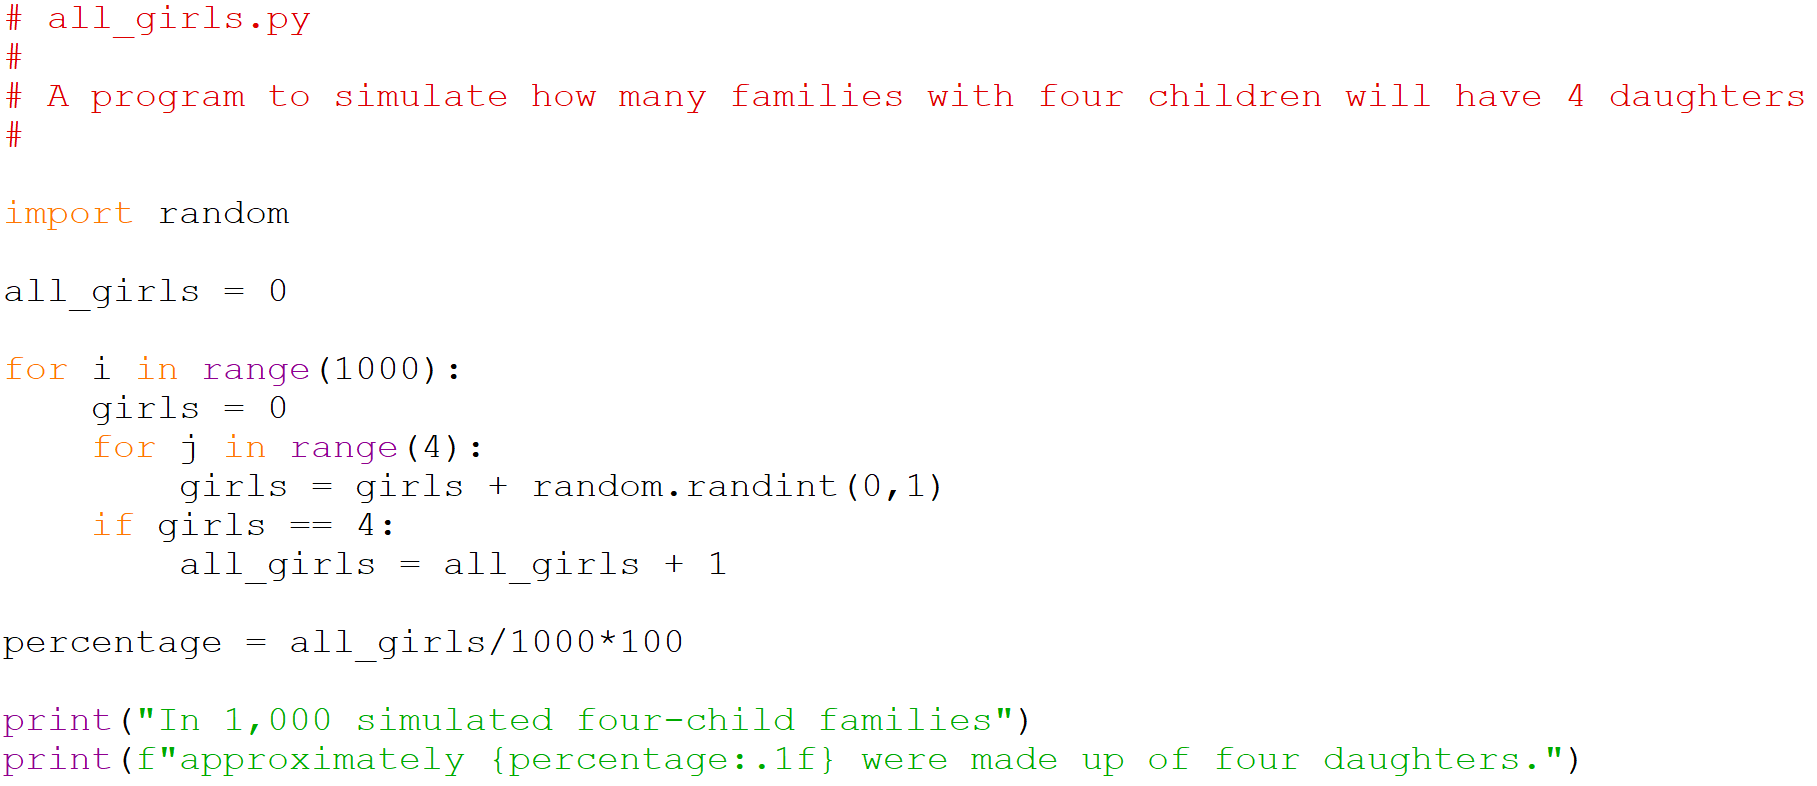 # all_girls.py
#
# A program to simulate how many families with four children will have 4 daughters
#

import random

all_girls = 0

for i in range(1000):
    girls = 0
    for j in range(4):
        girls = girls + random.randint(0,1)
    if girls == 4:
        all_girls = all_girls + 1

percentage = all_girls/1000*100

print("In 1,000 simulated four-child families")
print(f"approximately {percentage:.1f} were made up of four daughters.")